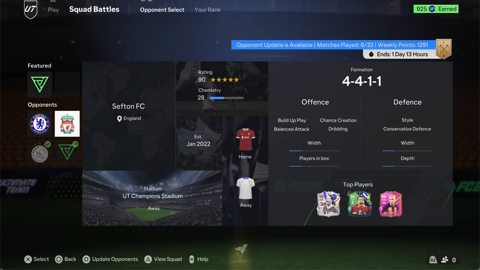 UT
Play
Squad Battles
Opponent Select
/ Your Rank
925 Earned
Opponent Update is Available | Matches Played: 6/32 | Weekly Points: 1291
Ends: 1 Day 13 Hours
Featured
Opponents
Sefton FC
England
Rating
90
Chemistry
28
Est.
Jan 2022
Home
Away
Stadium
UT Champions Stadium
Away
Formation
4-4-1-1
Offence
Defence
Build Up Play
Balanced Attack
Chance Creation
Dribbling
Style
Conservative Defence
Width
Width
Players in box
Depth
Top Players
Select
Back
Update Opponents
View Squad
Help
0